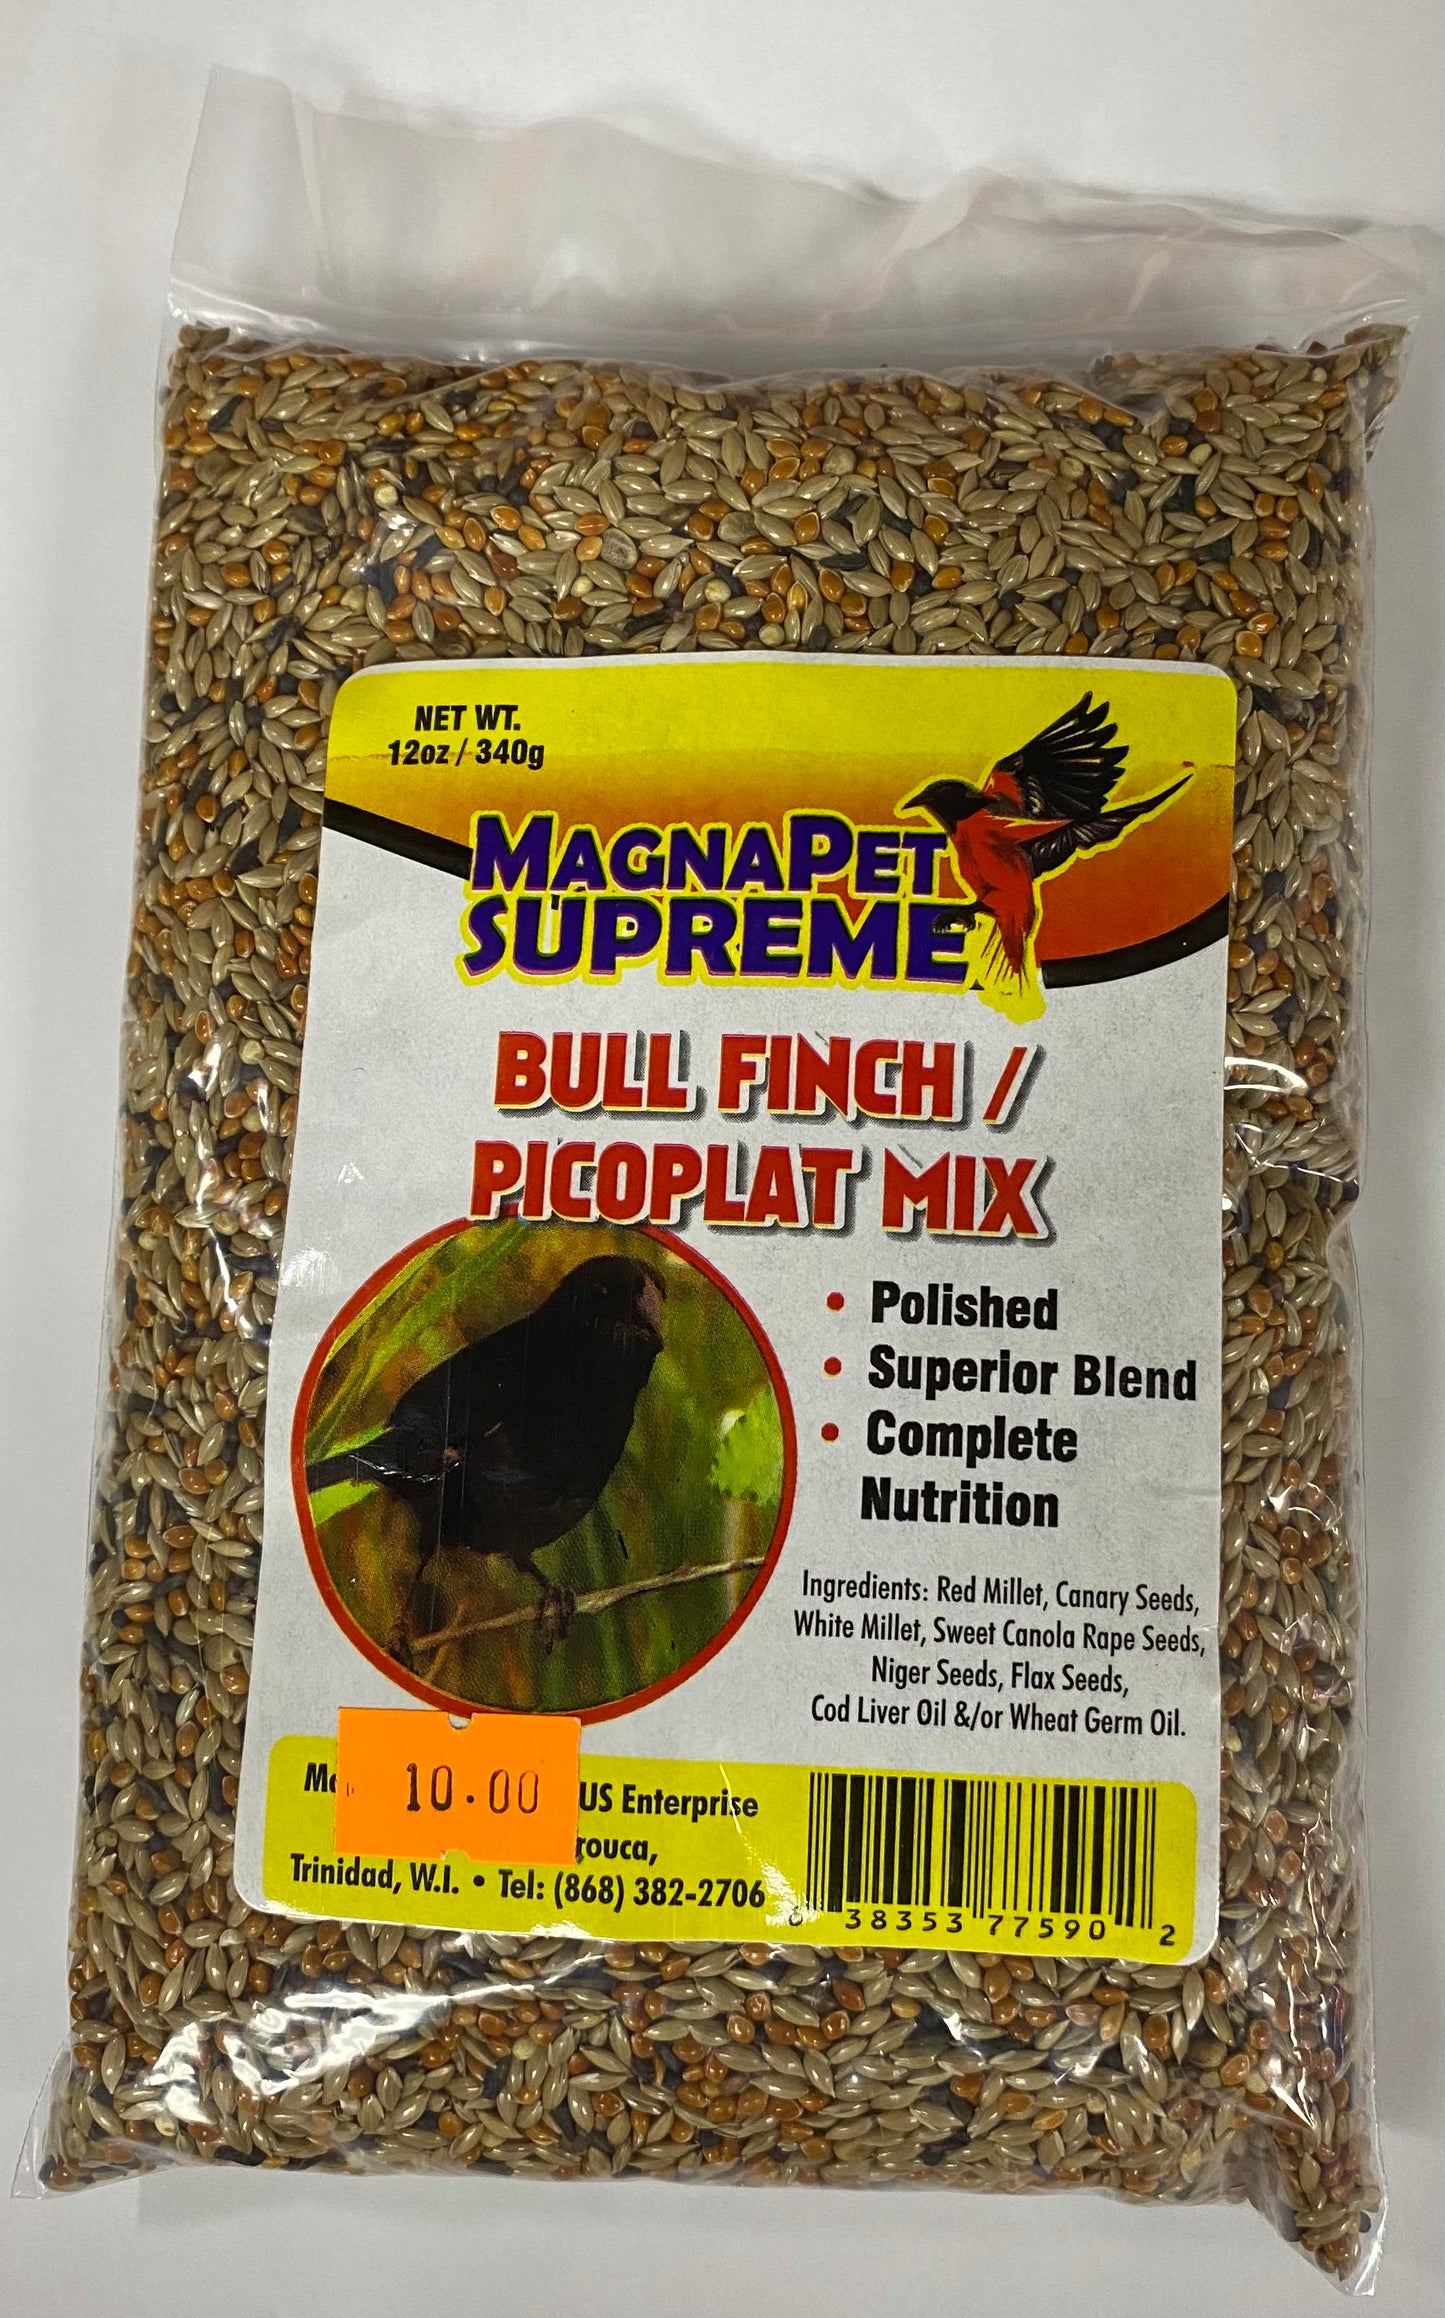 NET WT.
12oz / 340g
MAGNAPET
SUPREME
BULL FINCH /
PICOPLAT MIX
• Polished
• Superior Blend
• Complete
Nutrition
Ingredients: Red Millet, Canary Seeds,
White Millet, Sweet Canola Rape Seeds,
Niger Seeds, Flax Seeds,
Cod Liver Oil &/or Wheat Germ Oil.
10.00
US Enterprise
rouca,
Trinidad, W.I. • Tel: (868) 382-2706
38353 77590 2